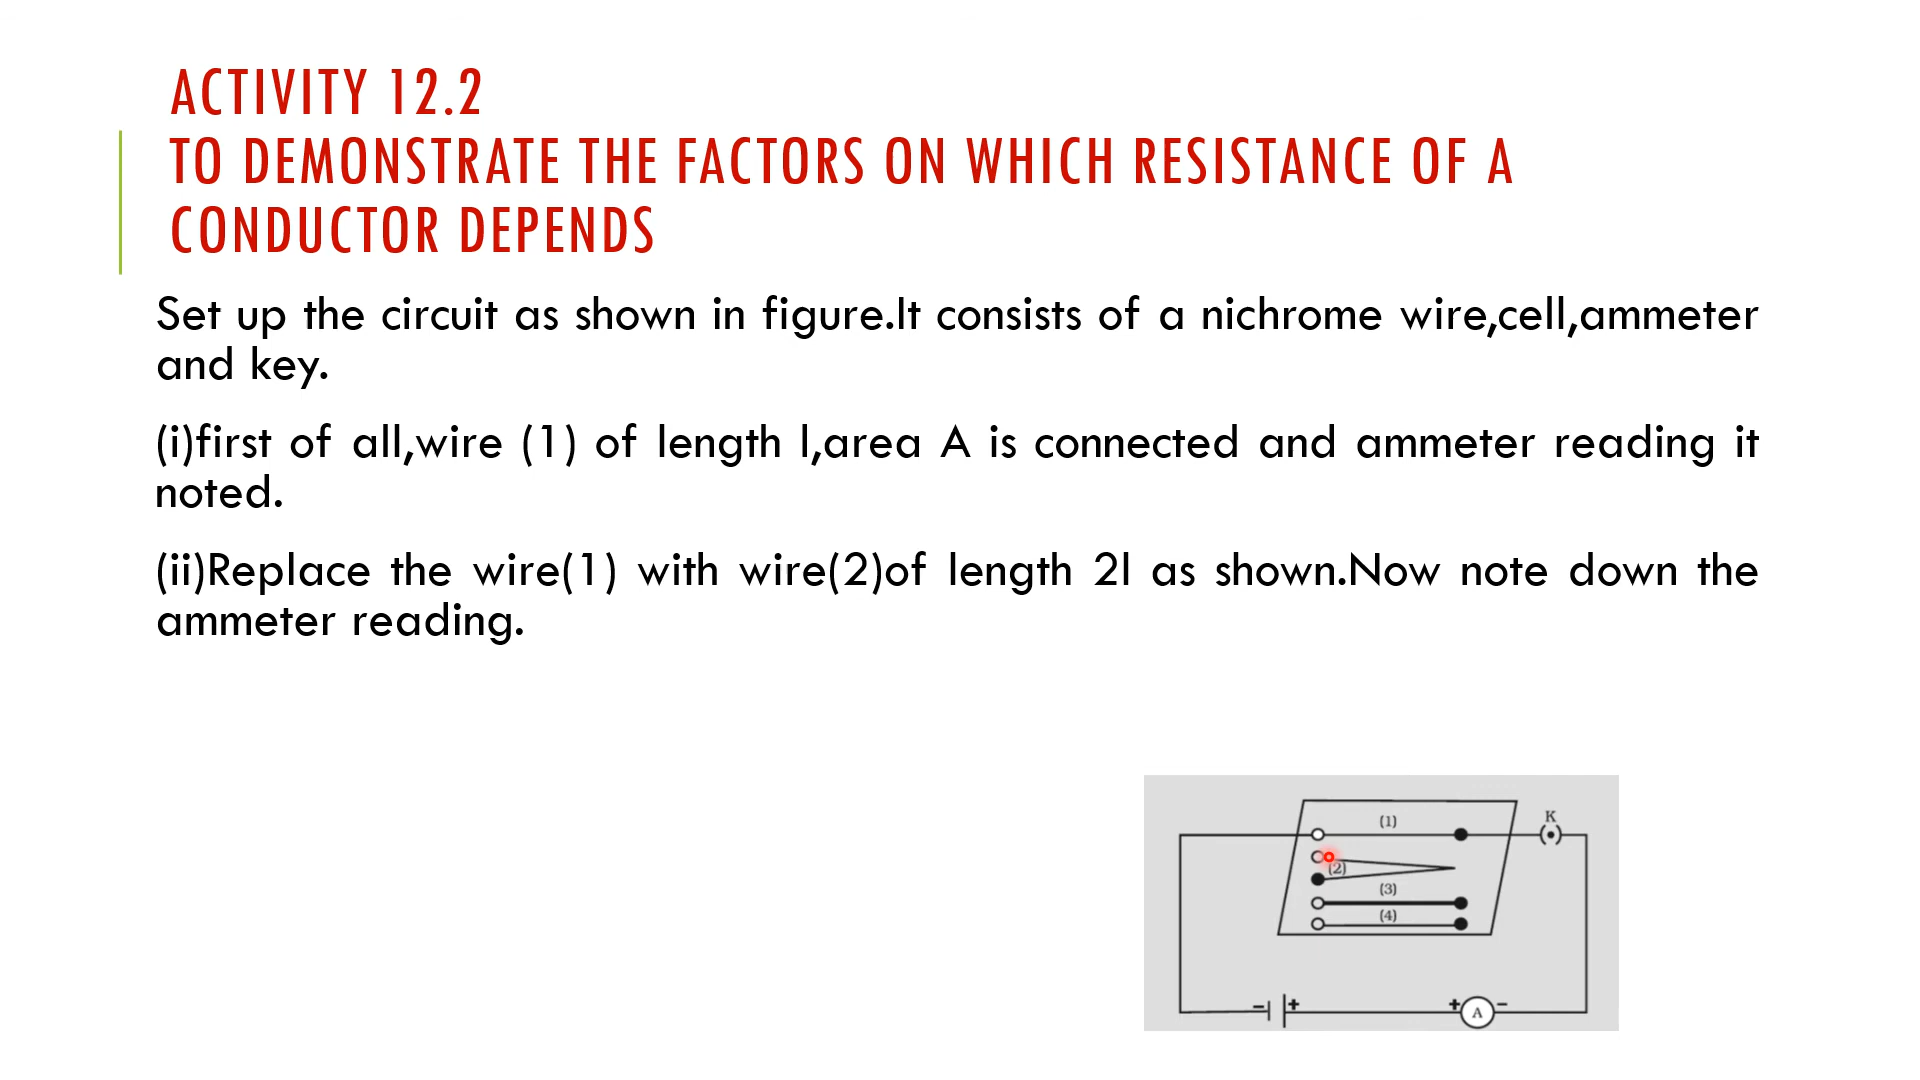 ACTIVITY 12.2
TO DEMONSTRATE THE FACTORS ON WHICH RESISTANCE OF A
CONDUCTOR DEPENDS
Set up the circuit as shown in figure.It consists of a nichrome wire,cell,ammeter
and key.
(i)first of all,wire (1) of length l,area A is connected and ammeter reading it
noted.
(ii)Replace the wire(1) with wire(2)of length 2l as shown.Now note down the
ammeter reading.
(1)
K
(2)
(3)
(4)
− +
+ A −